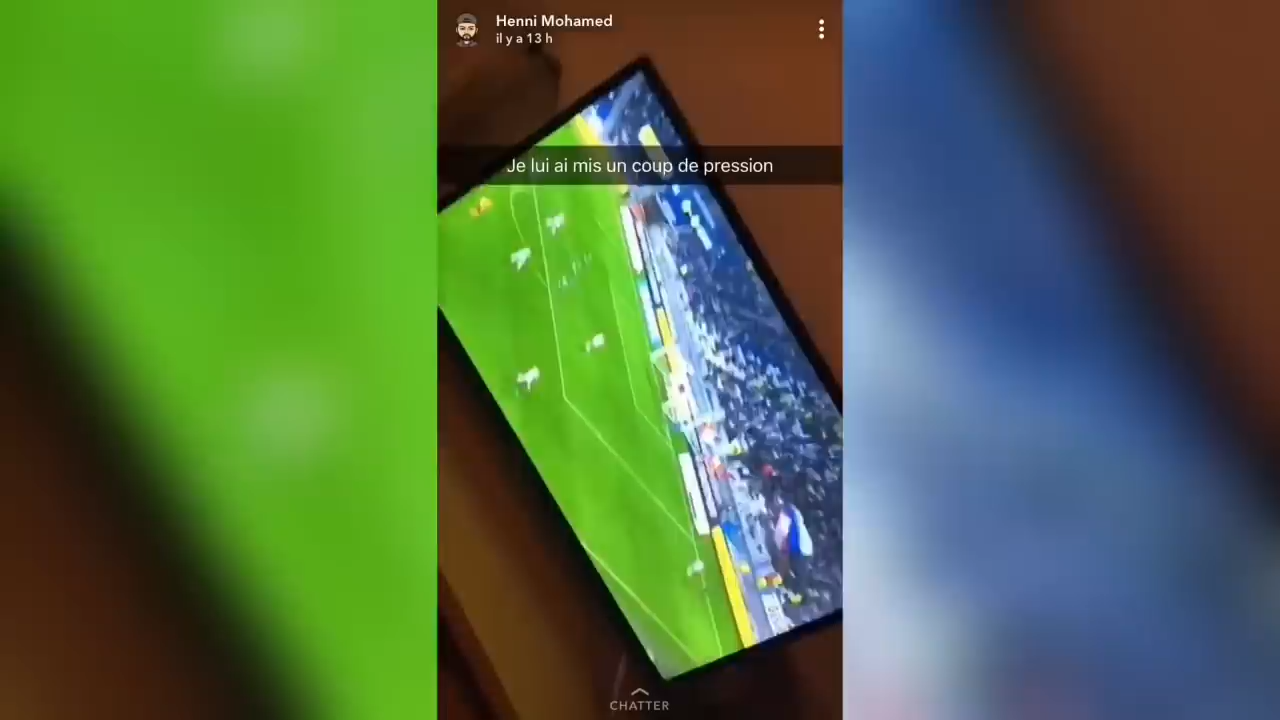 Henni Mohamed
il y a 13 h
Je lui ai mis un coup de pression
CHATTER